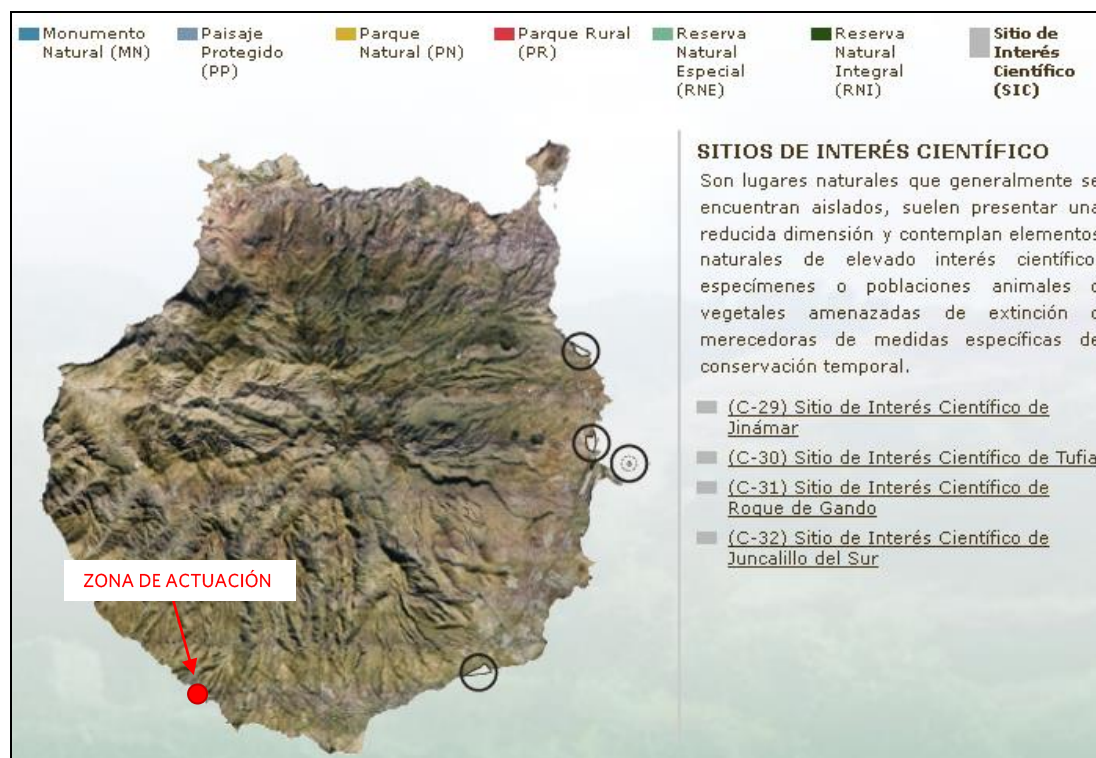 Monumento
Natural (MN)
Paisaje
Protegido
(PP)
Parque
Natural (PN)
Parque Rural
(PR)
Reserva
Natural
Especial
(RNE)
Reserva
Natural
Integral
(RNI)
Sitio de
Interés
Científico
(SIC)
SITIOS DE INTERÉS CIENTÍFICO
Son lugares naturales que generalmente se
encuentran aislados, suelen presentar una
reducida dimensión y contemplan elementos
naturales de elevado interés científico,
especímenes o poblaciones animales o
vegetales amenazadas de extinción o
merecedoras de medidas específicas de
conservación temporal.
(C-29) Sitio de Interés Científico de
Jinámar
(C-30) Sitio de Interés Científico de Tufia
(C-31) Sitio de Interés Científico de
Roque de Gando
(C-32) Sitio de Interés Científico de
Juncalillo del Sur
ZONA DE ACTUACIÓN